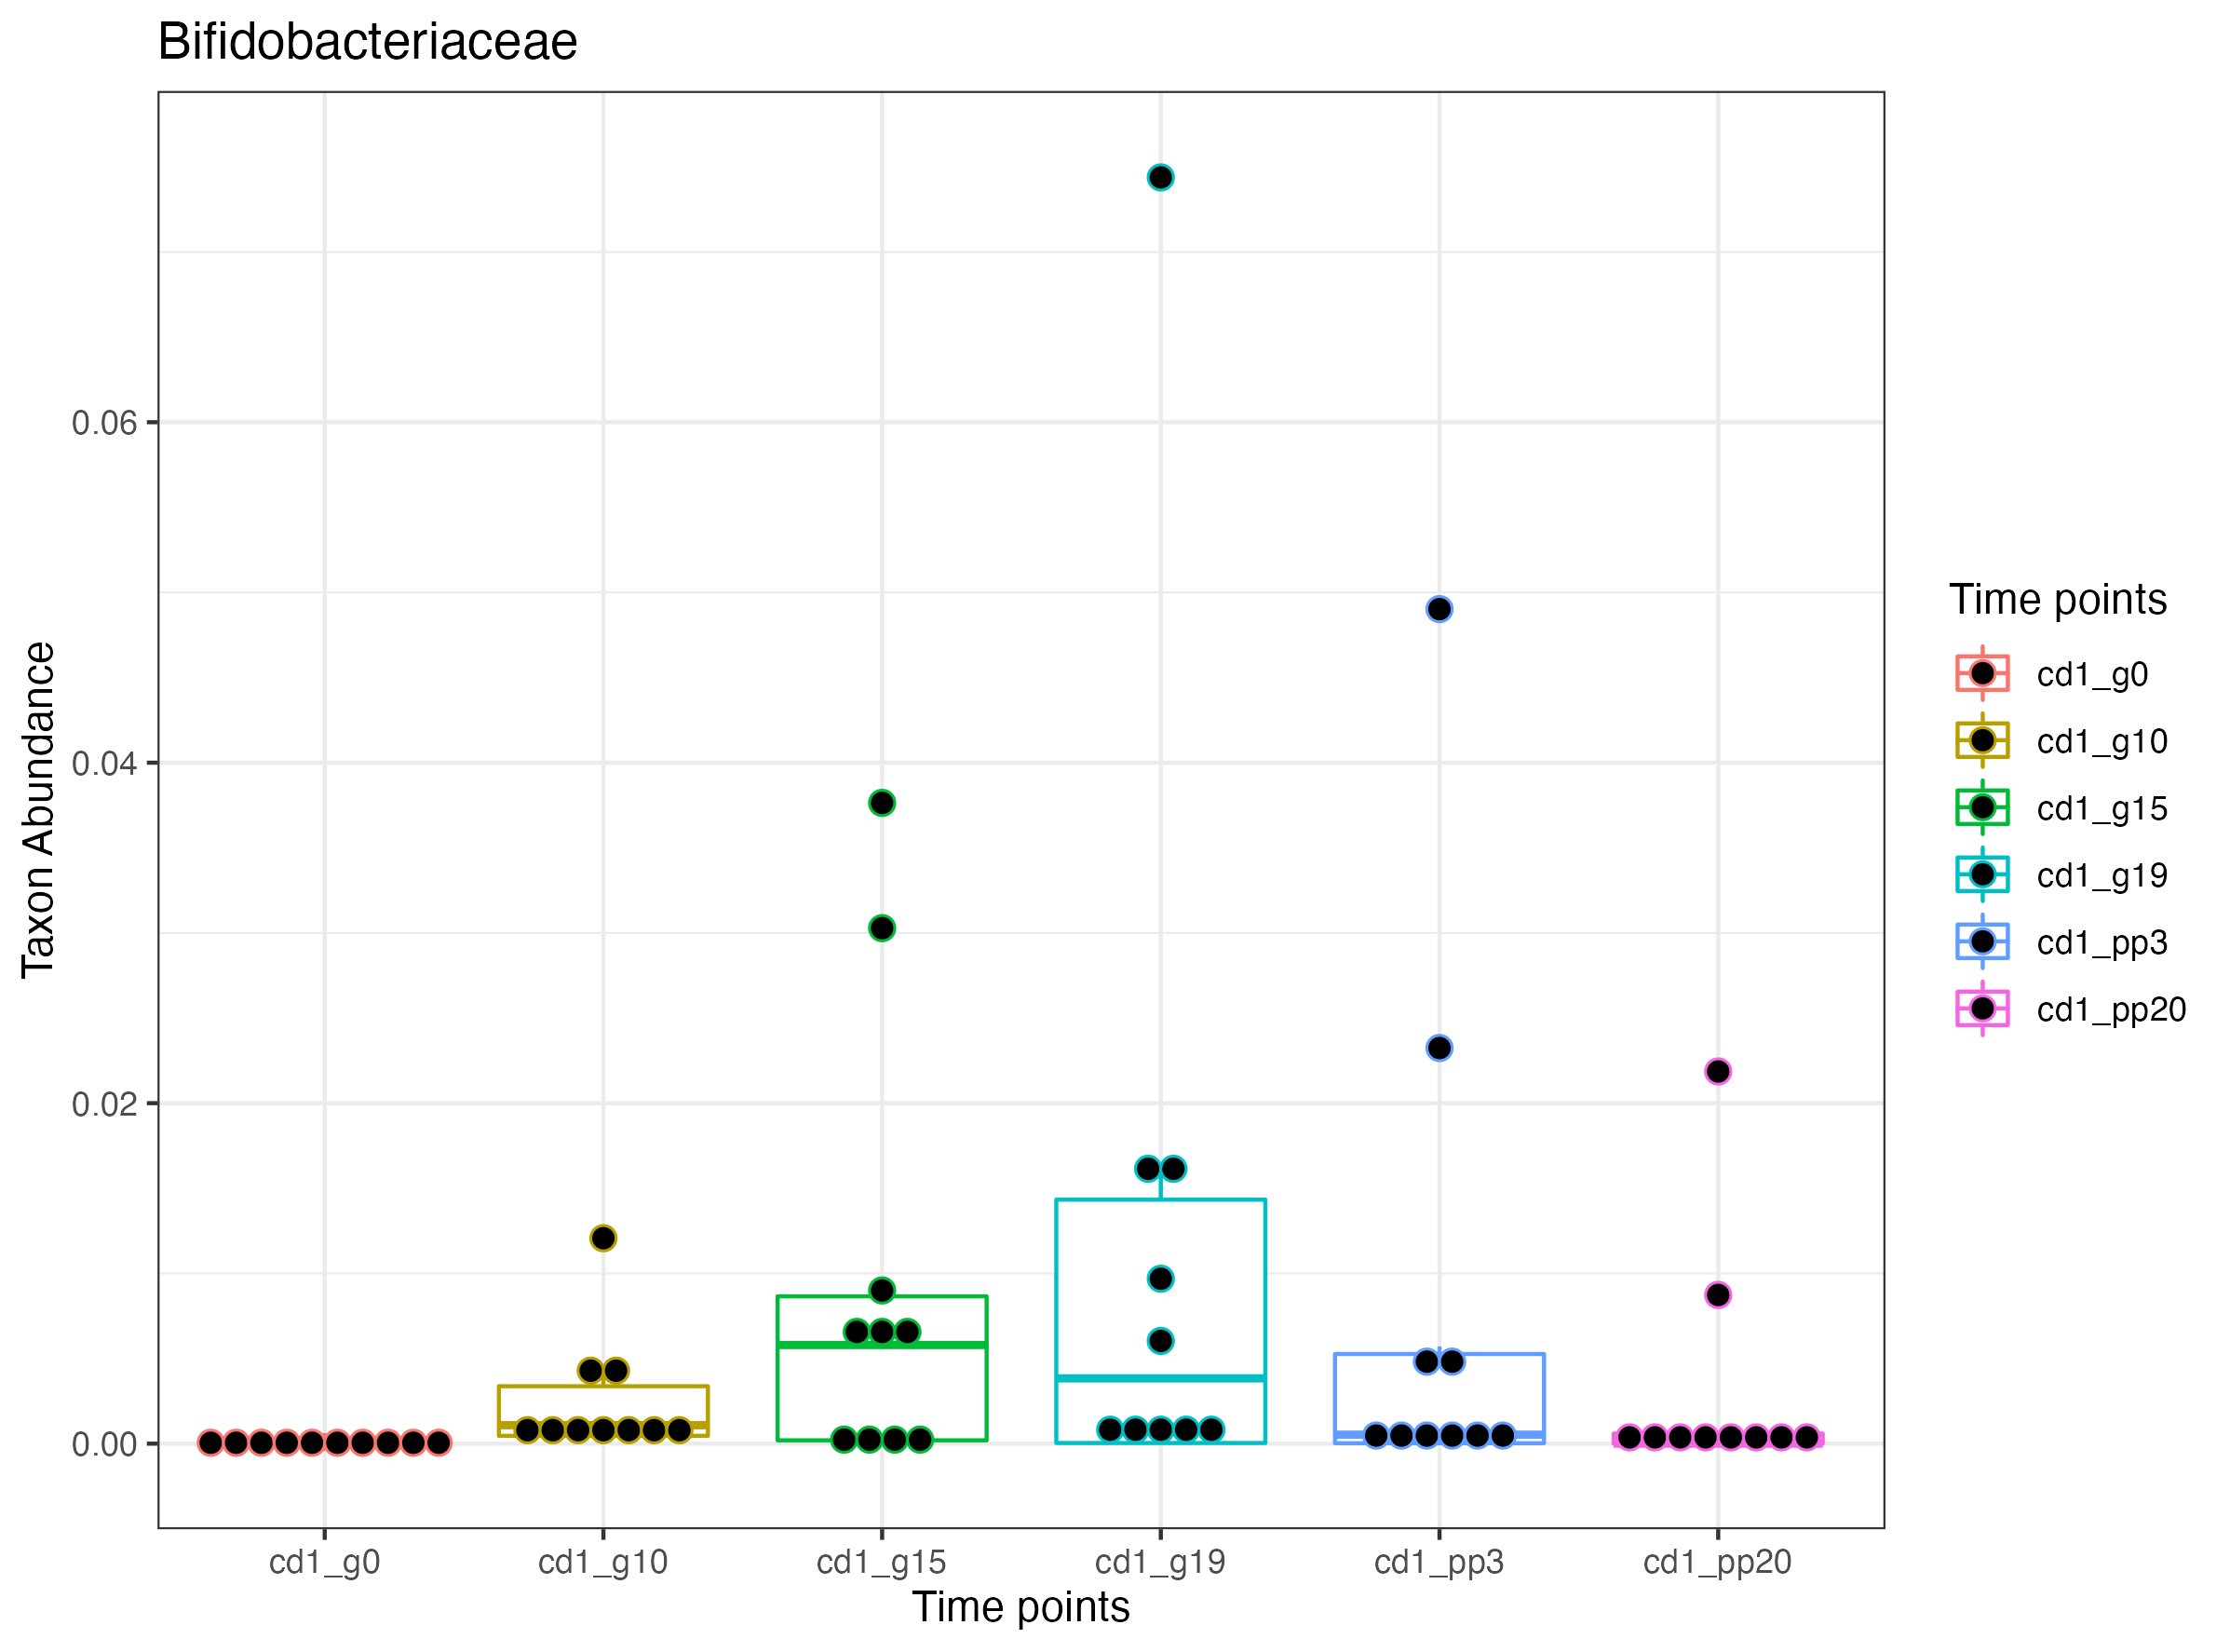 Bifidobacteriaceae
Taxon Abundance
0.06
0.04
0.02
0.00
cd1_g0 cd1_g10 cd1_g15 cd1_g19 cd1_pp3 cd1_pp20
Time points
Time points
cd1_g0
cd1_g10
cd1_g15
cd1_g19
cd1_pp3
cd1_pp20